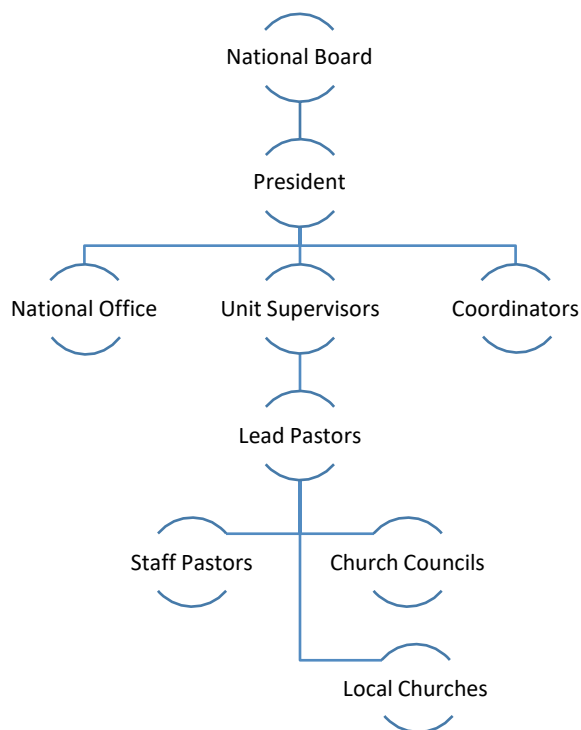 National Board
President
National Office
Unit Supervisors
Coordinators
Lead Pastors
Staff Pastors
Church Councils
Local Churches